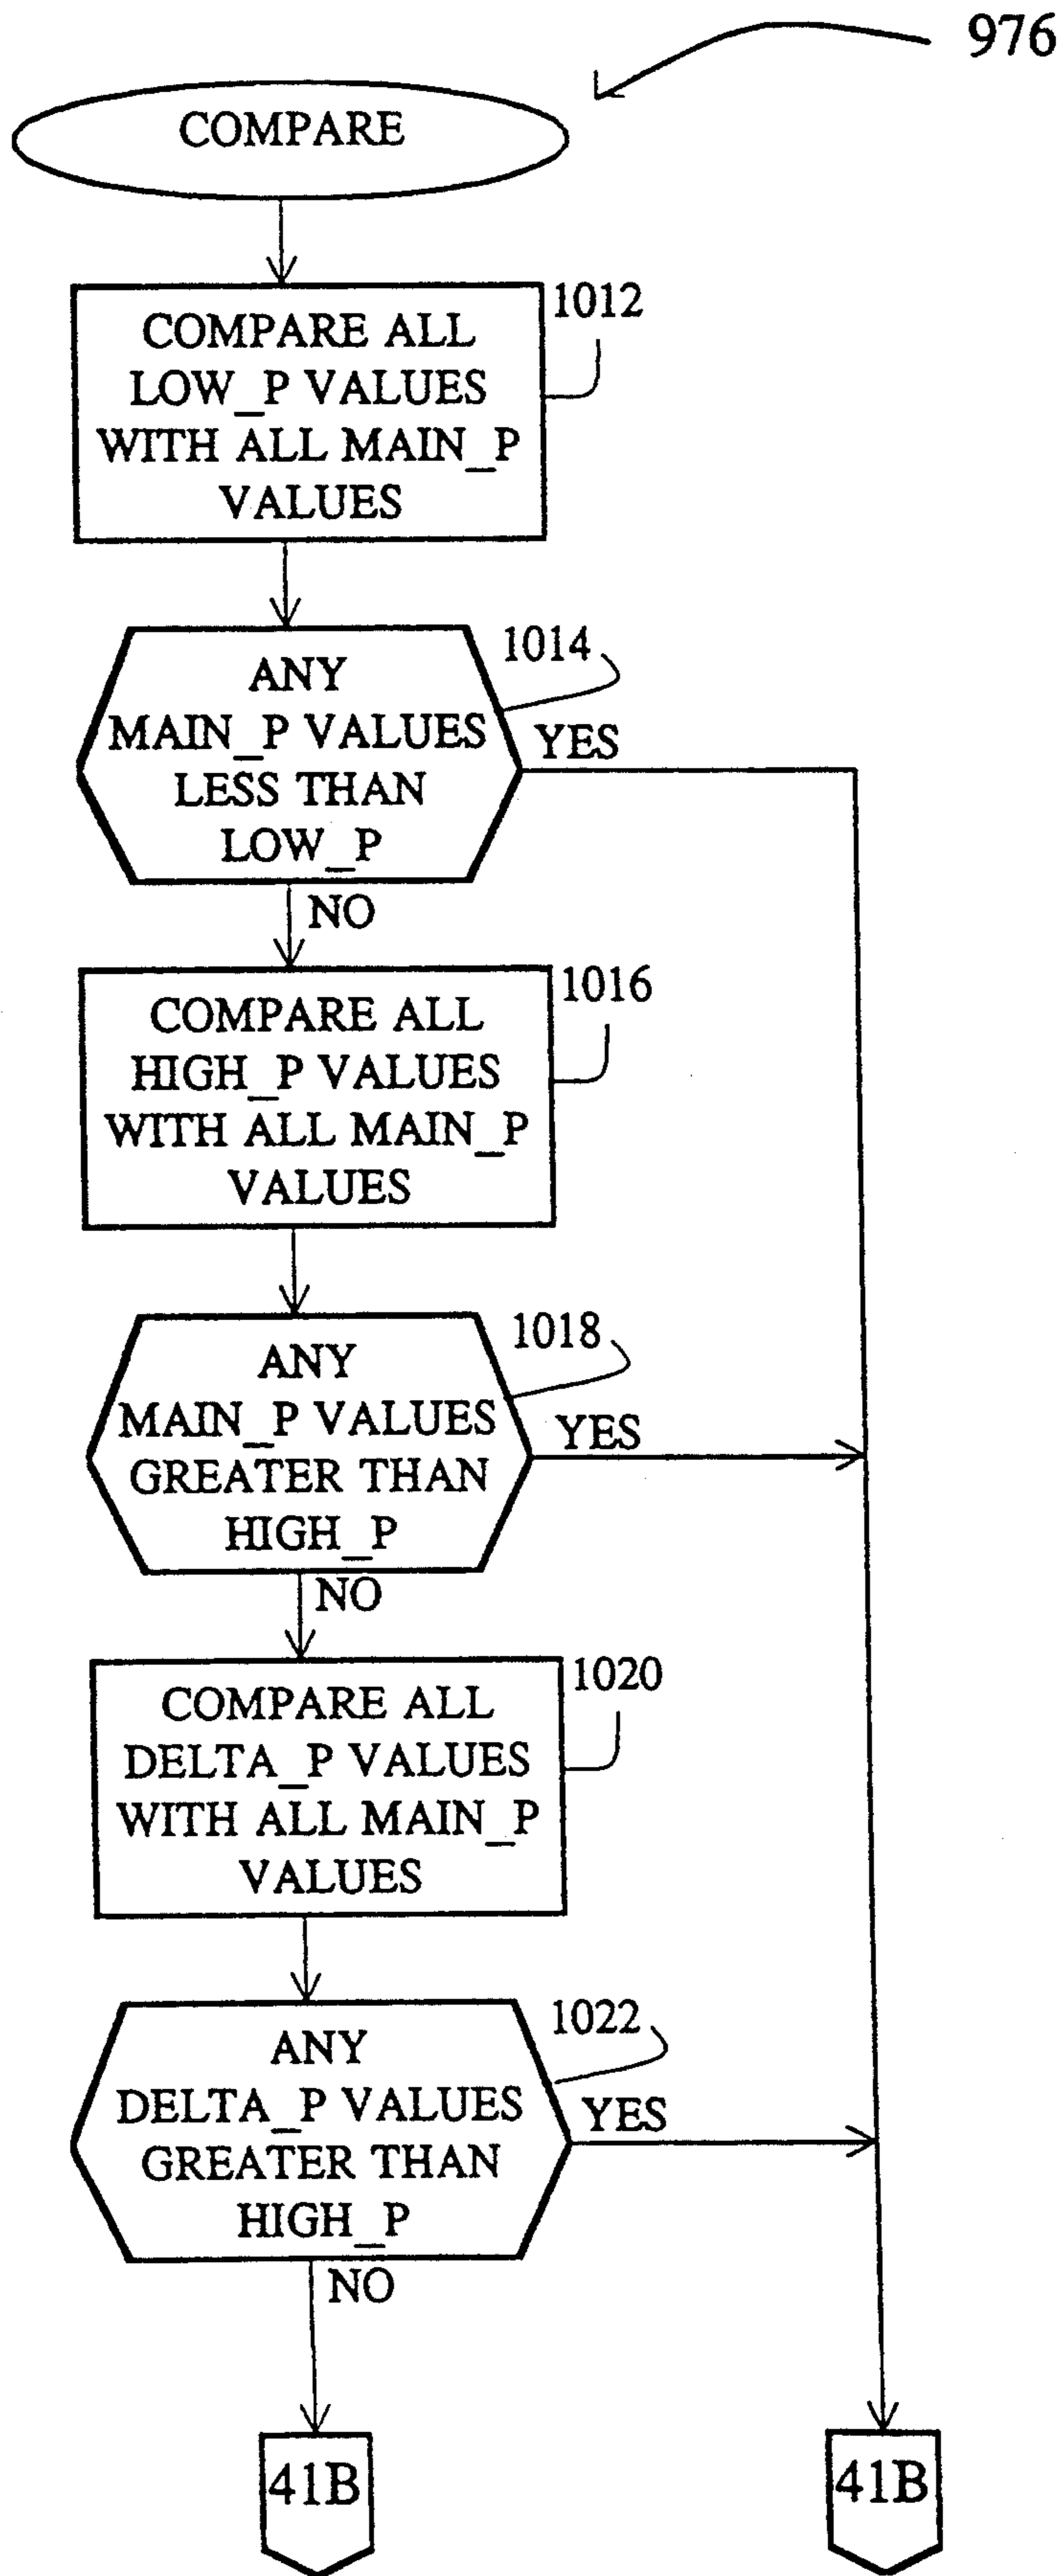 976
COMPARE
1012
COMPARE ALL
LOW_P VALUES
WITH ALL MAIN_P
VALUES
1014
ANY
MAIN_P VALUES
LESS THAN
LOW_P
YES
NO
1016
COMPARE ALL
HIGH_P VALUES
WITH ALL MAIN_P
VALUES
1018
ANY
MAIN_P VALUES
GREATER THAN
HIGH_P
YES
NO
1020
COMPARE ALL
DELTA_P VALUES
WITH ALL MAIN_P
VALUES
1022
ANY
DELTA_P VALUES
GREATER THAN
HIGH_P
YES
NO
41B
41B